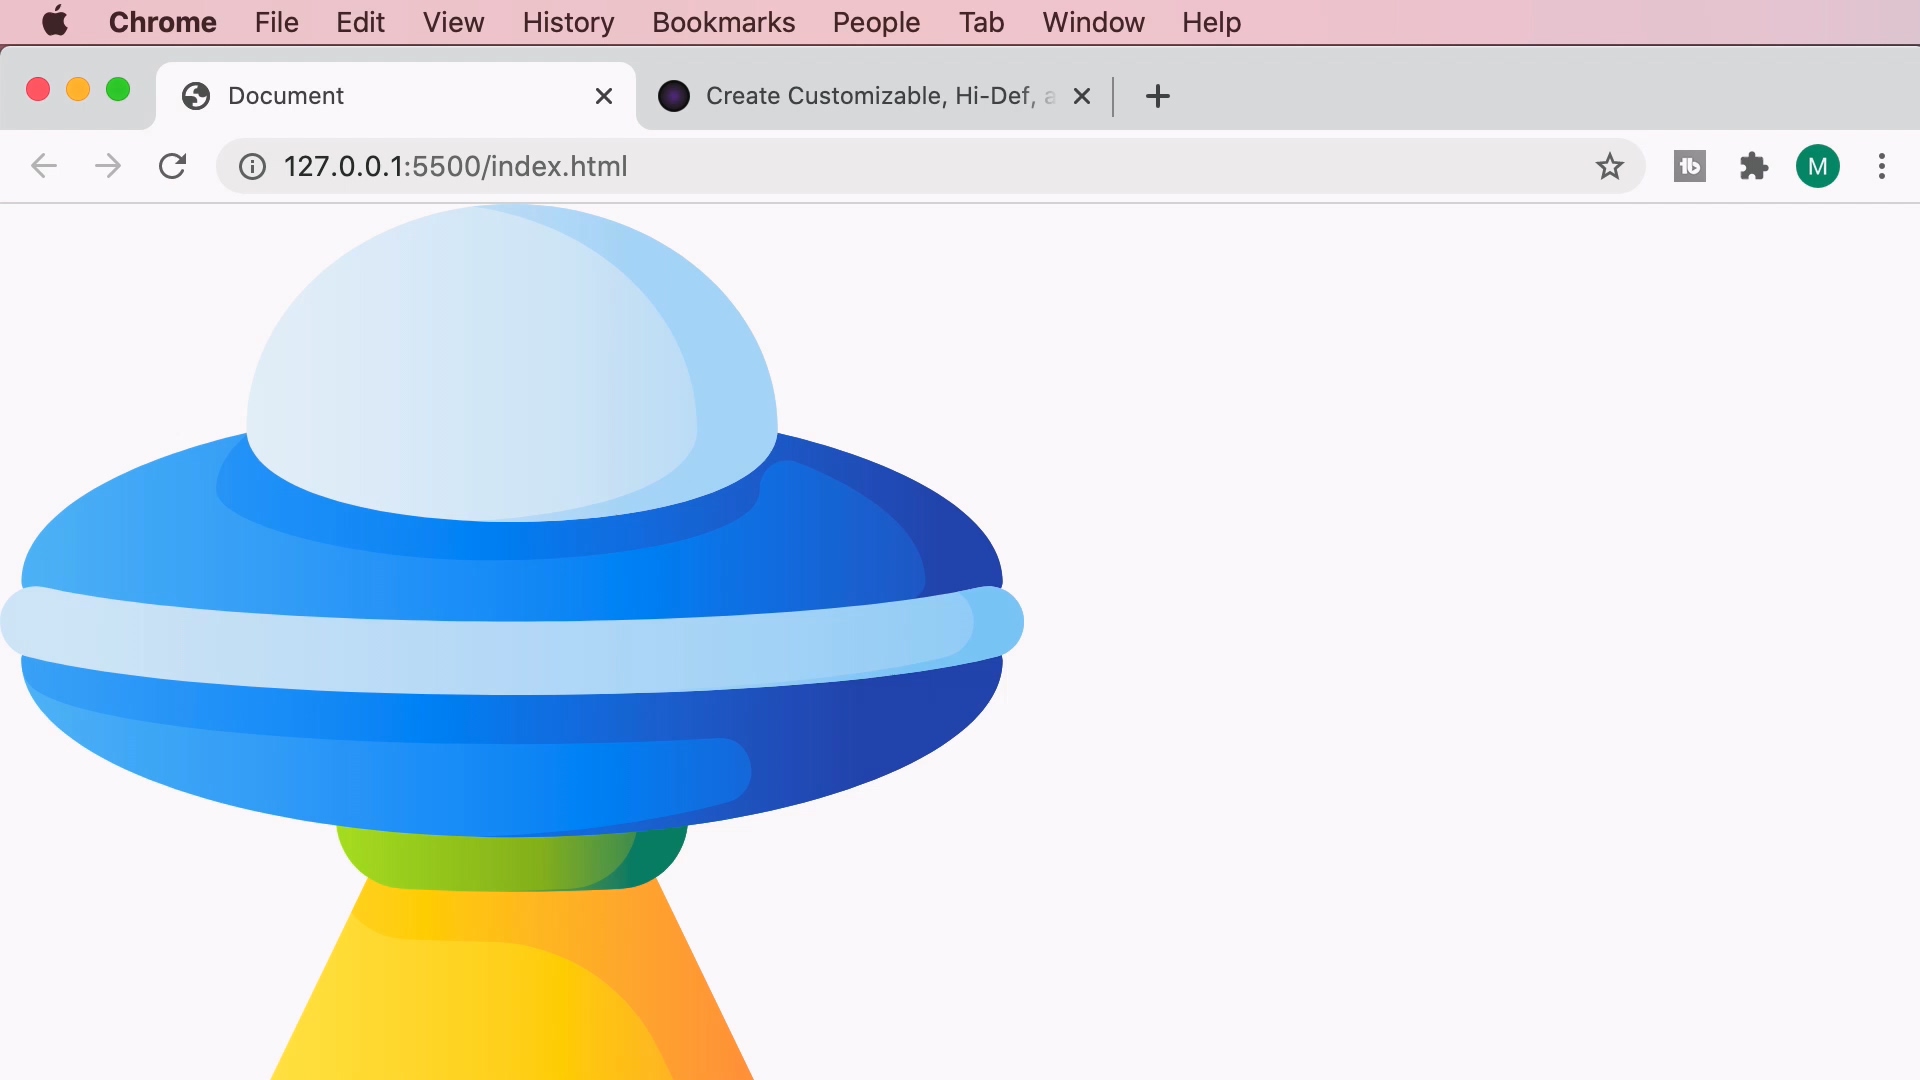 Chrome File Edit View History Bookmarks People Tab Window Help
Document
Create Customizable, Hi-Def,
127.0.0.1:5500/index.html
M